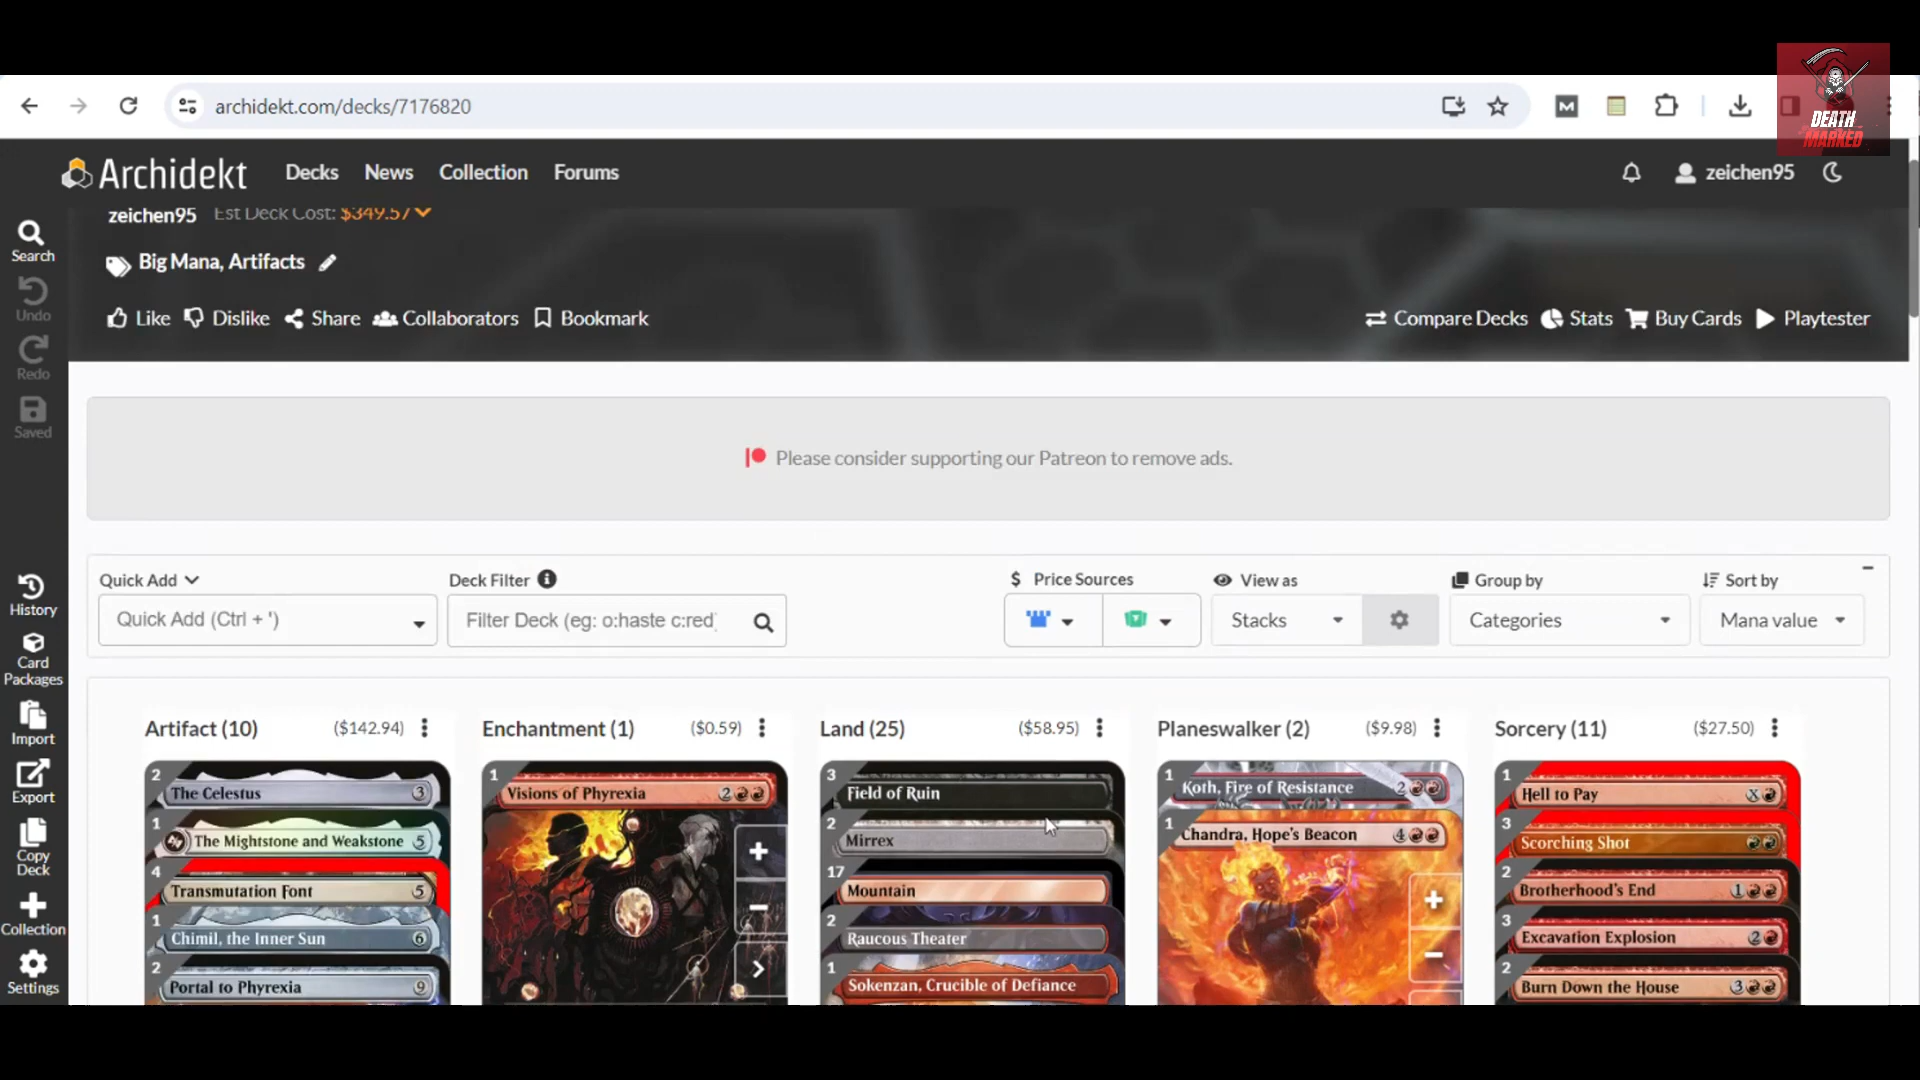 DEATH
MARKED
archidekt.com/decks/7176820
Archidekt Decks News Collection Forums zeichen95
zeichen95 Est Deck Cost: $349.57
Big Mana, Artifacts
Like Dislike Share Collaborators Bookmark Compare Decks Stats Buy Cards Playtester
Search
Undo
Redo
Saved
History
Card
Packages
Import
Export
Copy
Deck
Collection
Settings
Please consider supporting our Patreon to remove ads.
Quick Add Deck Filter $ Price Sources View as Group by Sort by
Quick Add (Ctrl + ') Filter Deck (eg: o:haste c:red) Stacks Categories Mana value
Artifact (10) ($142.94)
2 The Celestus 3
1 The Mightstone and Weakstone 5
4 Transmutation Font 5
1 Chimil, the Inner Sun 6
2 Portal to Phyrexia 9
Enchantment (1) ($0.59)
1 Visions of Phyrexia 2
Land (25) ($58.95)
3 Field of Ruin
2 Mirrex
17 Mountain
2 Raucous Theater
1 Sokenzan, Crucible of Defiance
Planeswalker (2) ($9.98)
1 Koth, Fire of Resistance 2
1 Chandra, Hope's Beacon 4
Sorcery (11) ($27.50)
1 Hell to Pay X
3 Scorching Shot
2 Brotherhood's End 1
3 Excavation Explosion 2
2 Burn Down the House 3